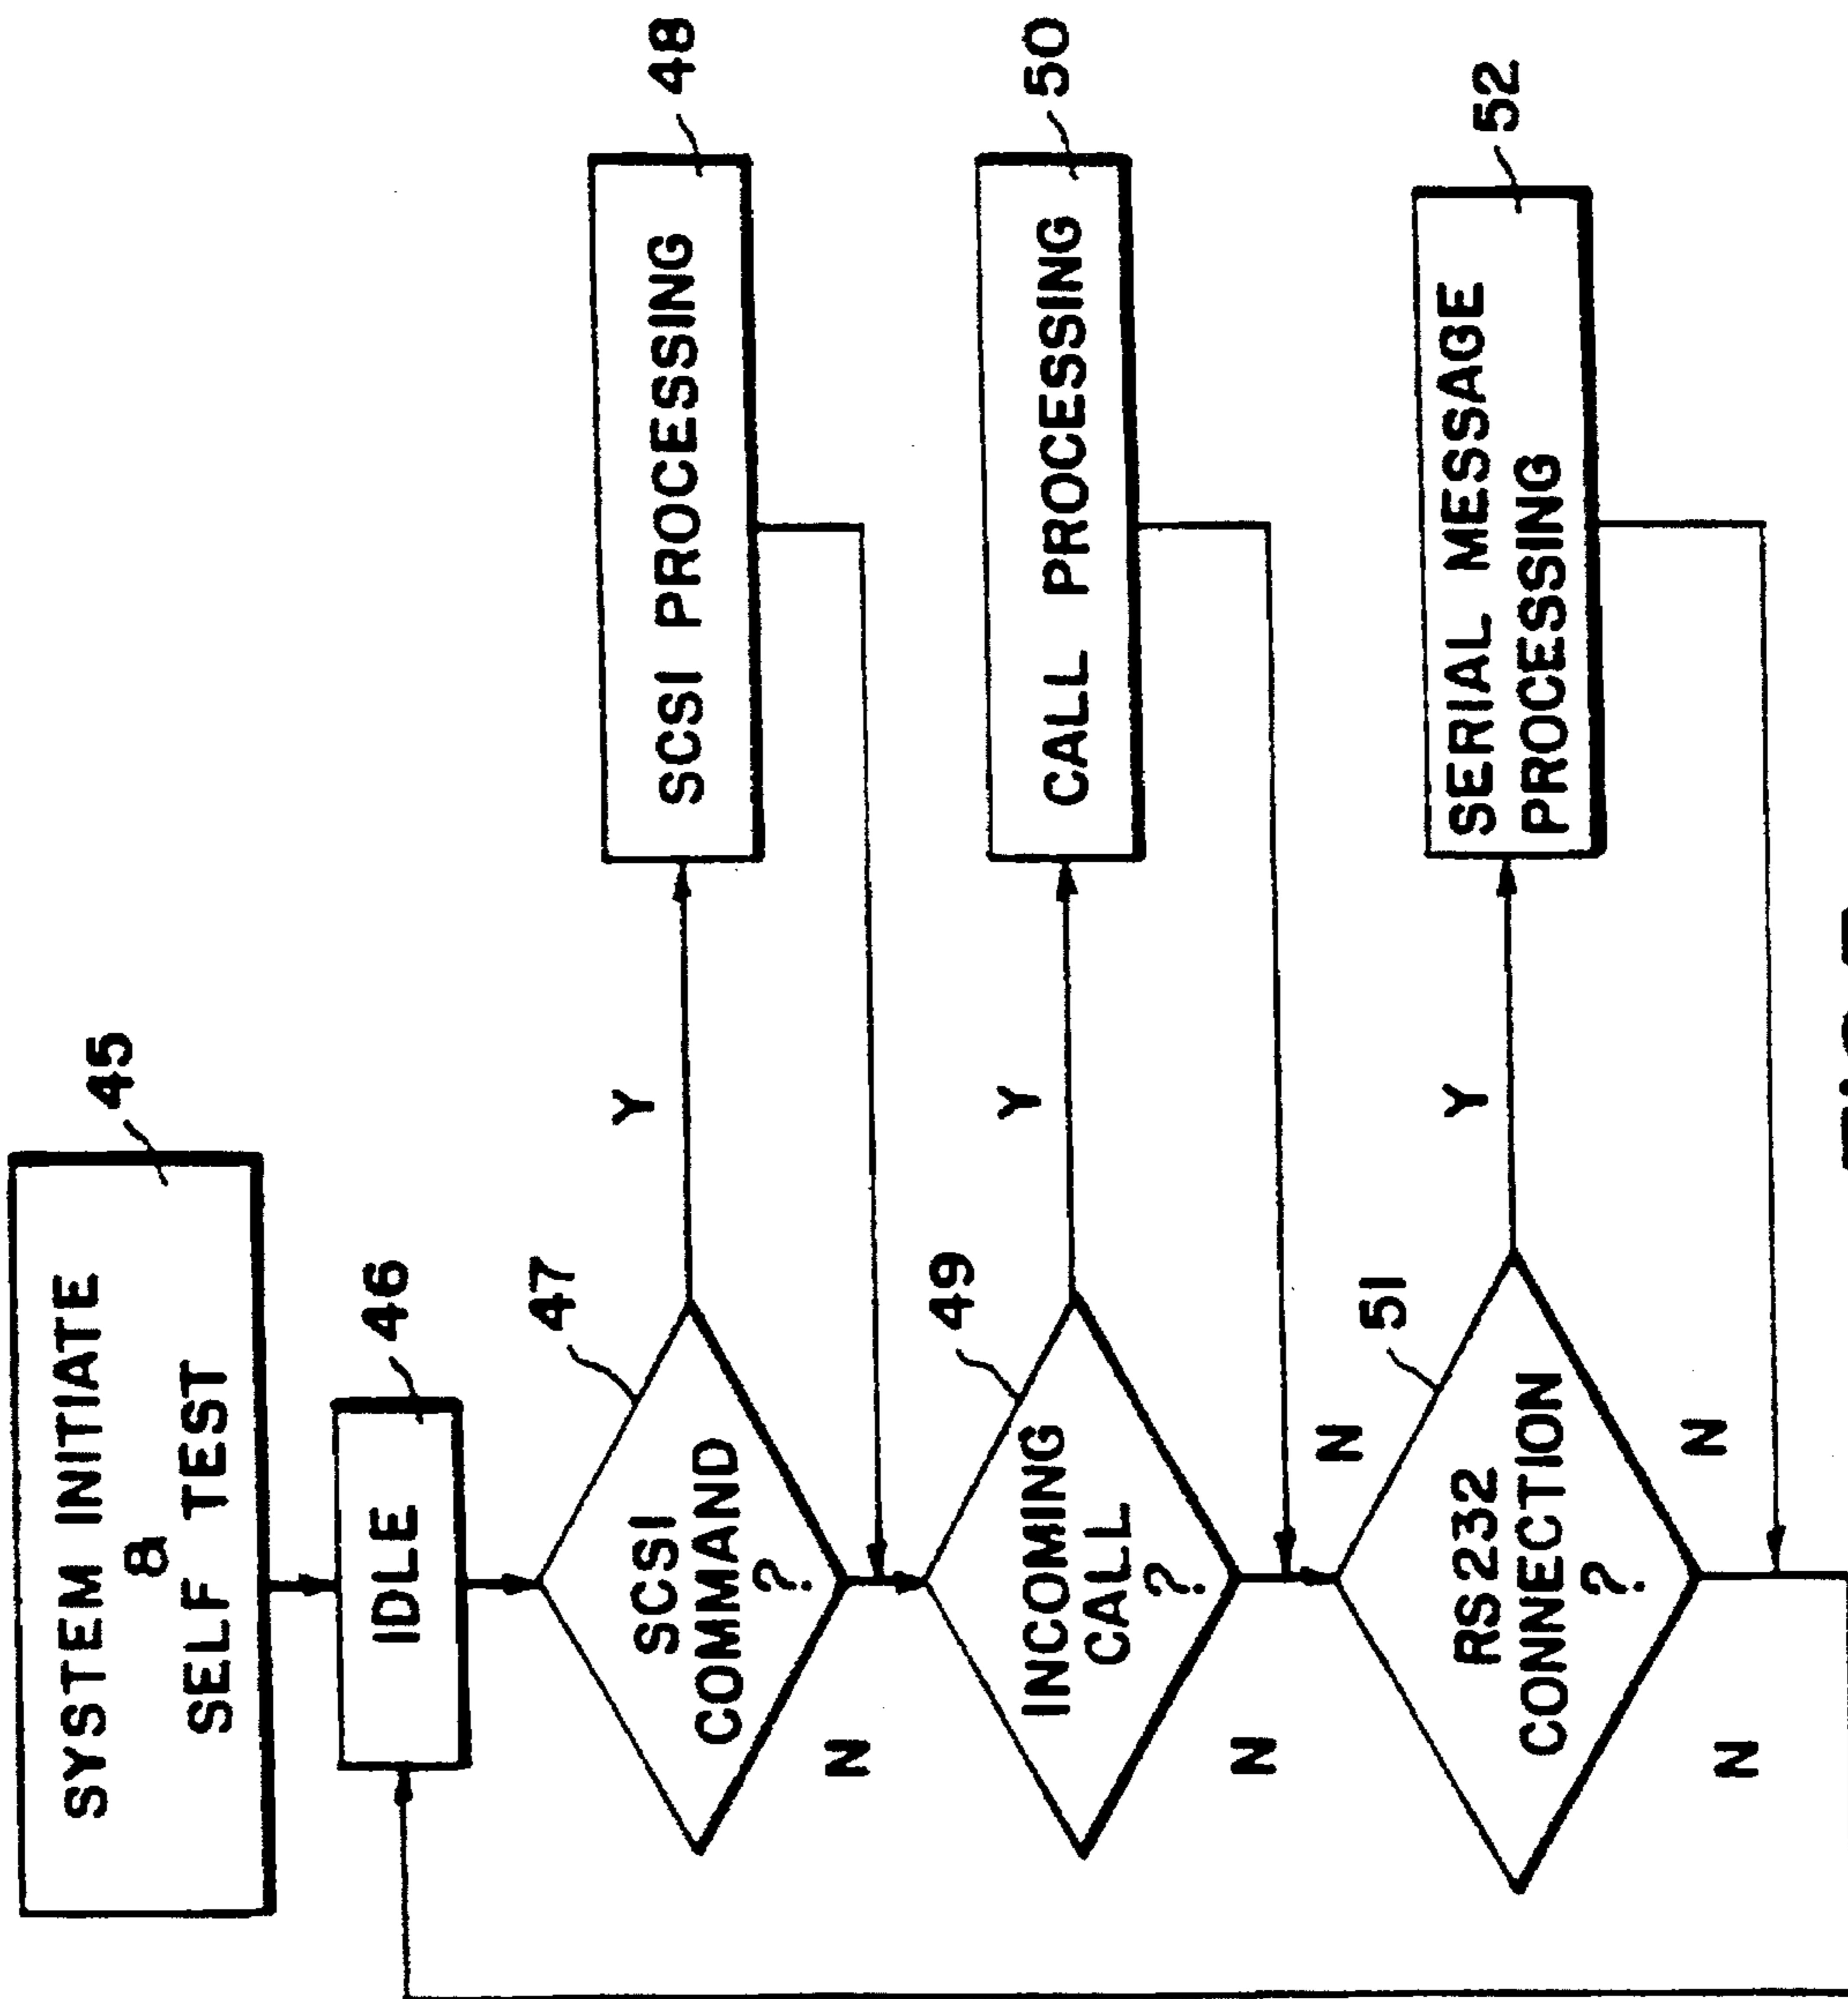 SYSTEM INITIATE
&
SELF TEST
45
IDLE
46
SCSI
COMMAND
?
47
Y
N
SCSI PROCESSING
48
INCOMING
CALL
?
49
Y
N
N
CALL PROCESSING
50
RS232
CONNECTION
?
51
Y
N
N
SERIAL MESSAGE
PROCESSING
52